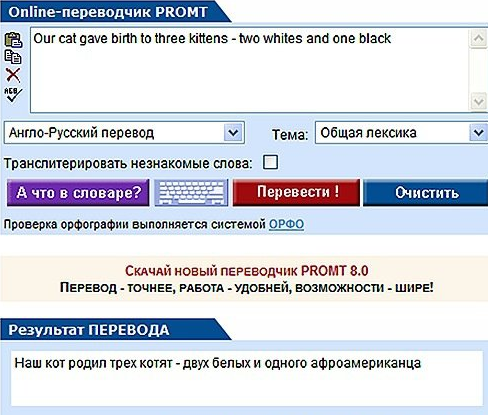 Online-переводчик PROMT
Our cat gave birth to three kittens - two whites and one black
Англо-Русский перевод
Тема:
Общая лексика
Транслитерировать незнакомые слова:
А что в словаре?
Перевести !
Очистить
Проверка орфографии выполняется системой ОРФО
Скачай новый переводчик PROMT 8.0
Перевод - точнее, работа - удобней, возможности - шире!
Результат ПЕРЕВОДА
Наш кот родил трех котят - двух белых и одного афроамериканца